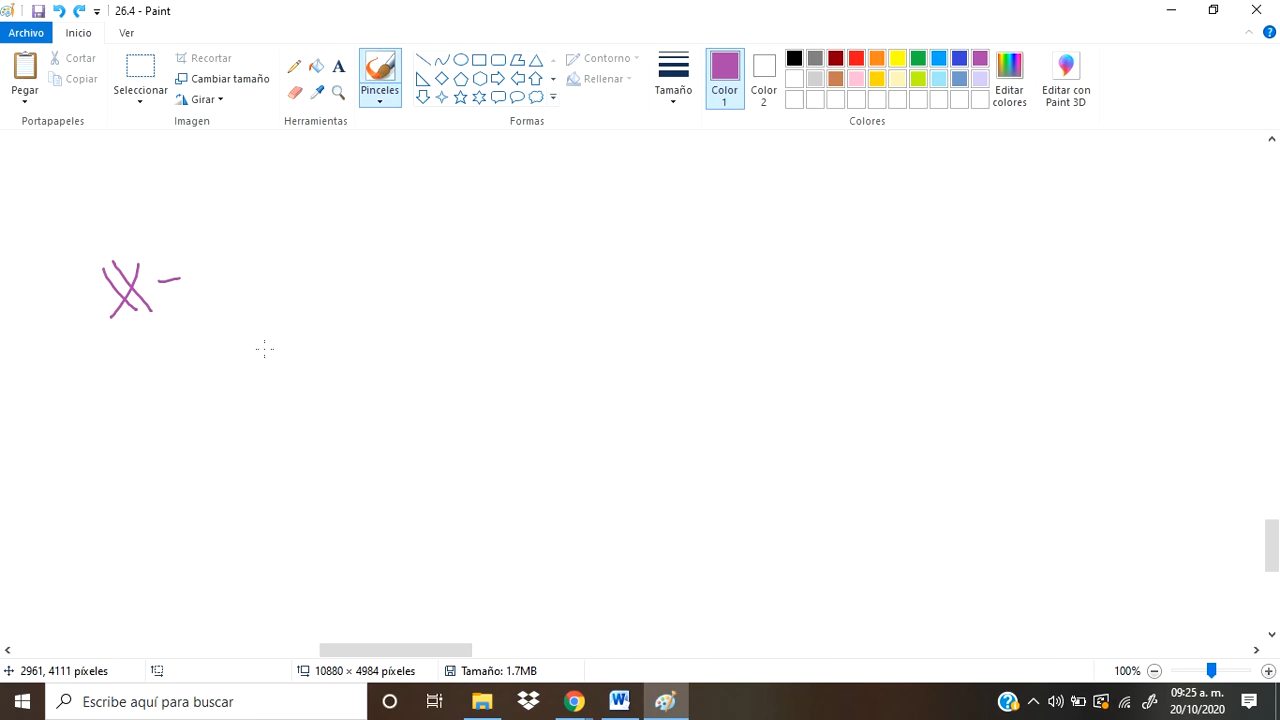 26.4 - Paint
Archivo Inicio Ver
Pegar
Cortar
Copiar
Portapapeles
Seleccionar
Recortar
Cambiar tamaño
Girar
Imagen
A
Herramientas
Pinceles
Contorno
Rellenar
Formas
Tamaño
Color 1
Color 2
Editar colores
Colores
Editar con Paint 3D
X -
2961, 4111 píxeles 10880 × 4984 píxeles Tamaño: 1.7MB 100%
Escribe aquí para buscar
09:25 a. m.
20/10/2020